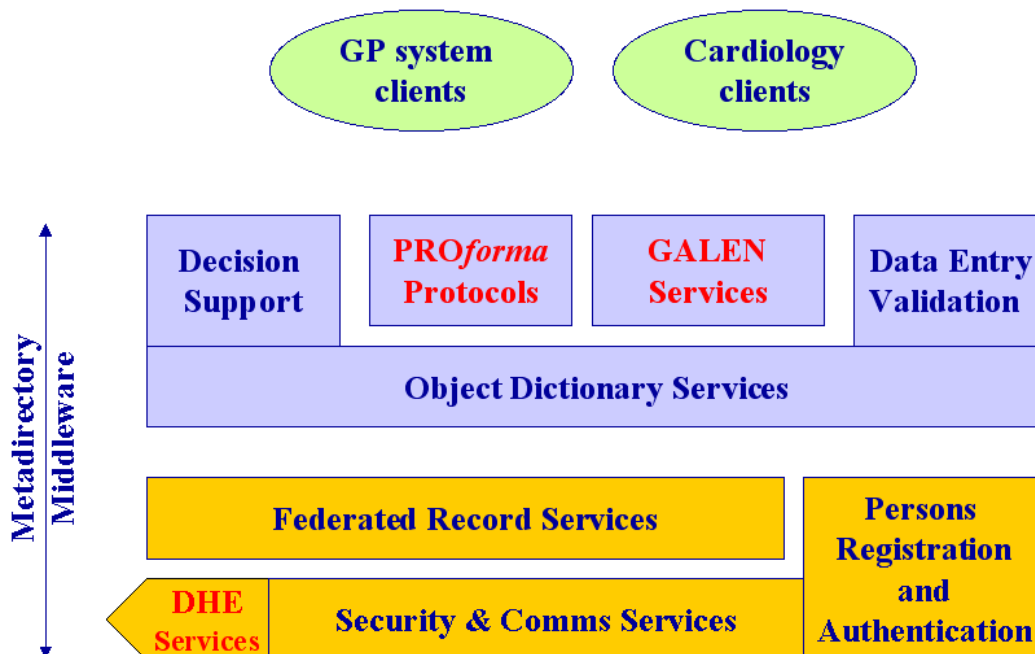 GP system
clients
Cardiology
clients
Metadirectory
Middleware
Decision
Support
PROforma
Protocols
GALEN
Services
Data Entry
Validation
Object Dictionary Services
Federated Record Services
Persons
Registration
and
Authentication
DHE
Services
Security & Comms Services